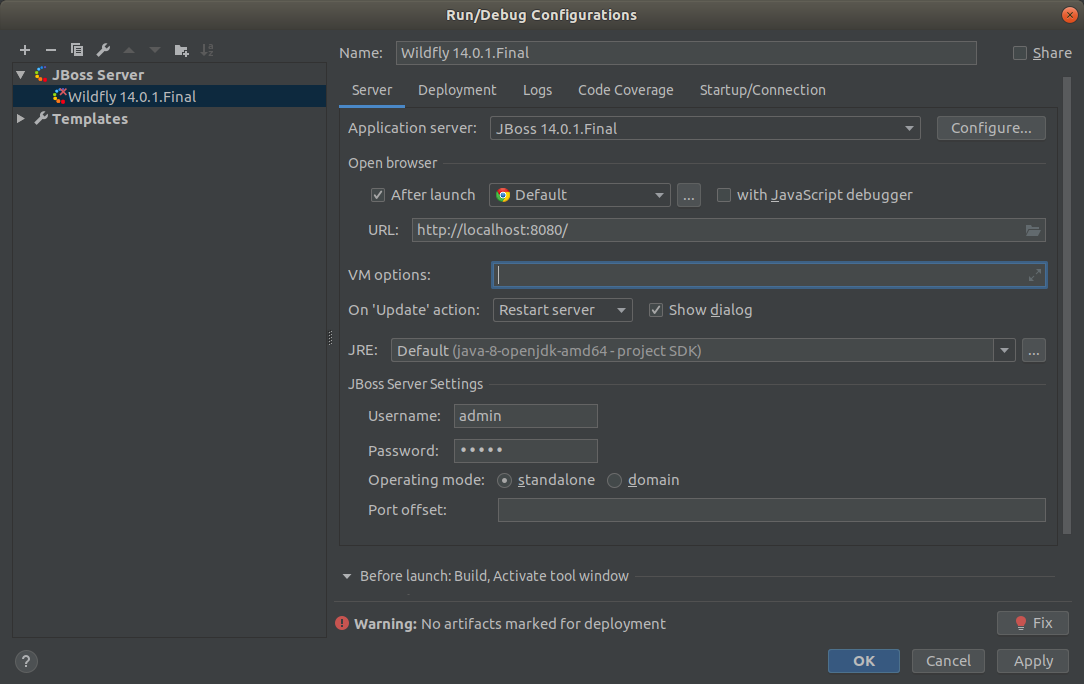 Run/Debug Configurations
Name: Wildfly 14.0.1.Final Share
JBoss Server
Wildfly 14.0.1.Final
Templates
Server Deployment Logs Code Coverage Startup/Connection
Application server: JBoss 14.0.1.Final Configure...
Open browser
After launch Default ... with JavaScript debugger
URL: http://localhost:8080/
VM options:
On 'Update' action: Restart server Show dialog
JRE: Default (java-8-openjdk-amd64 - project SDK) ...
JBoss Server Settings
Username: admin
Password: •••••
Operating mode: standalone domain
Port offset:
Before launch: Build, Activate tool window
Warning: No artifacts marked for deployment Fix
? OK Cancel Apply